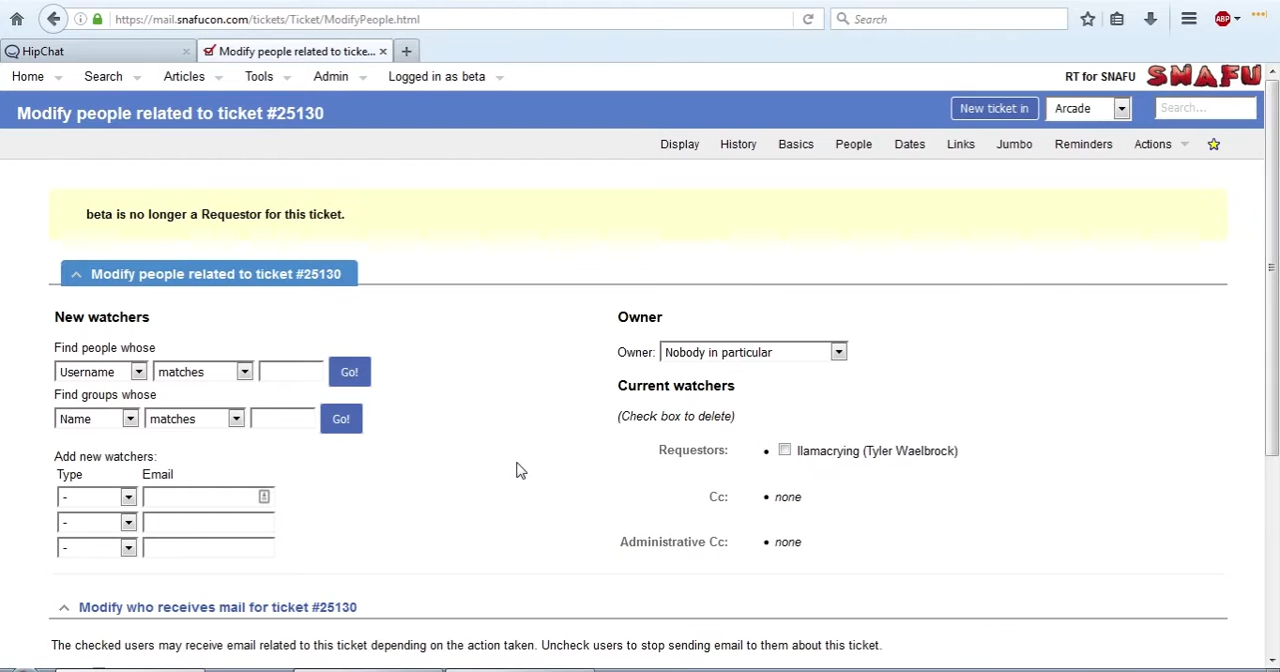 https://mail.snafucon.com/tickets/Ticket/ModifyPeople.html
Search
ABP
HipChat
Modify people related to ticke...
Home Search Articles Tools Admin Logged in as beta
RT for SNAFU SNAFU
Modify people related to ticket #25130
New ticket in Arcade Search...
Display History Basics People Dates Links Jumbo Reminders Actions
beta is no longer a Requestor for this ticket.
Modify people related to ticket #25130
New watchers
Find people whose
Username matches Go!
Find groups whose
Name matches Go!
Add new watchers:
Type Email
-
-
-
Owner
Owner: Nobody in particular
Current watchers
(Check box to delete)
Requestors: • llamacrying (Tyler Waelbrock)
Cc: • none
Administrative Cc: • none
Modify who receives mail for ticket #25130
The checked users may receive email related to this ticket depending on the action taken. Uncheck users to stop sending email to them about this ticket.